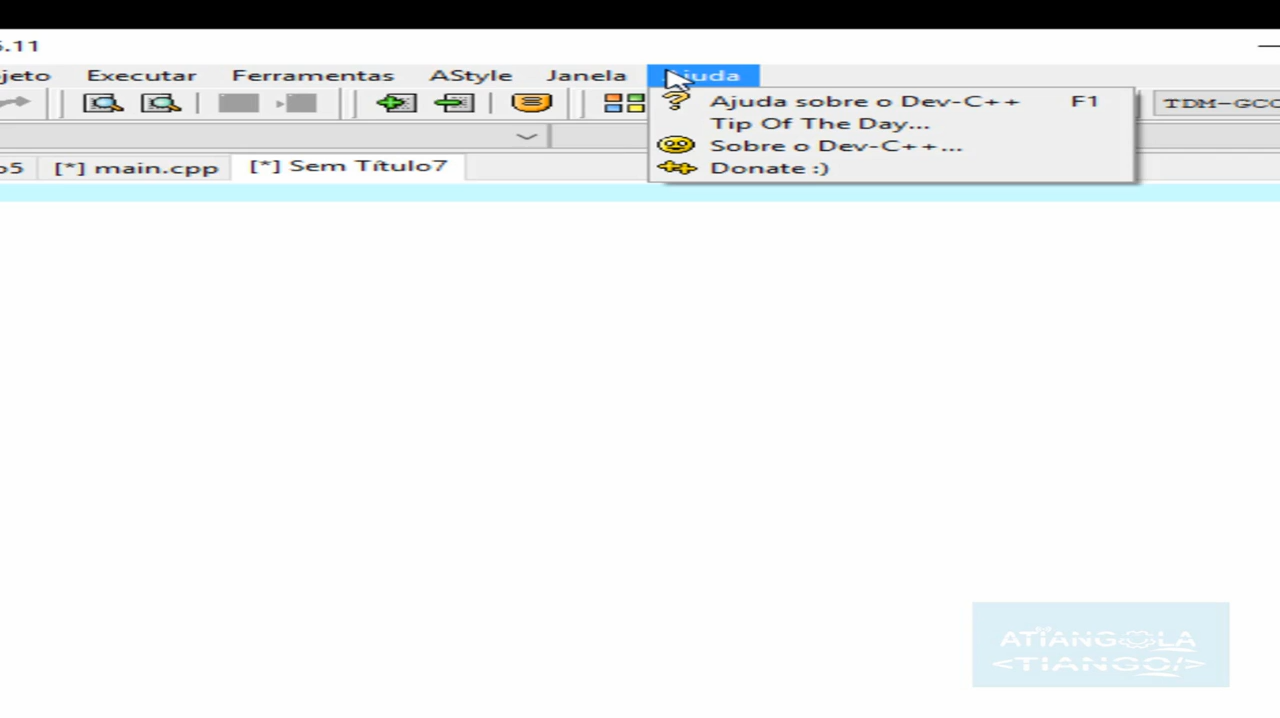 5.11
jeto Executar Ferramentas AStyle Janela Ajuda
TDM-GCC
Ajuda sobre o Dev-C++ F1
Tip Of The Day...
Sobre o Dev-C++...
Donate :)
o5 [*] main.cpp [*] Sem Título7
ATIANGOLA
<TIANGO/>